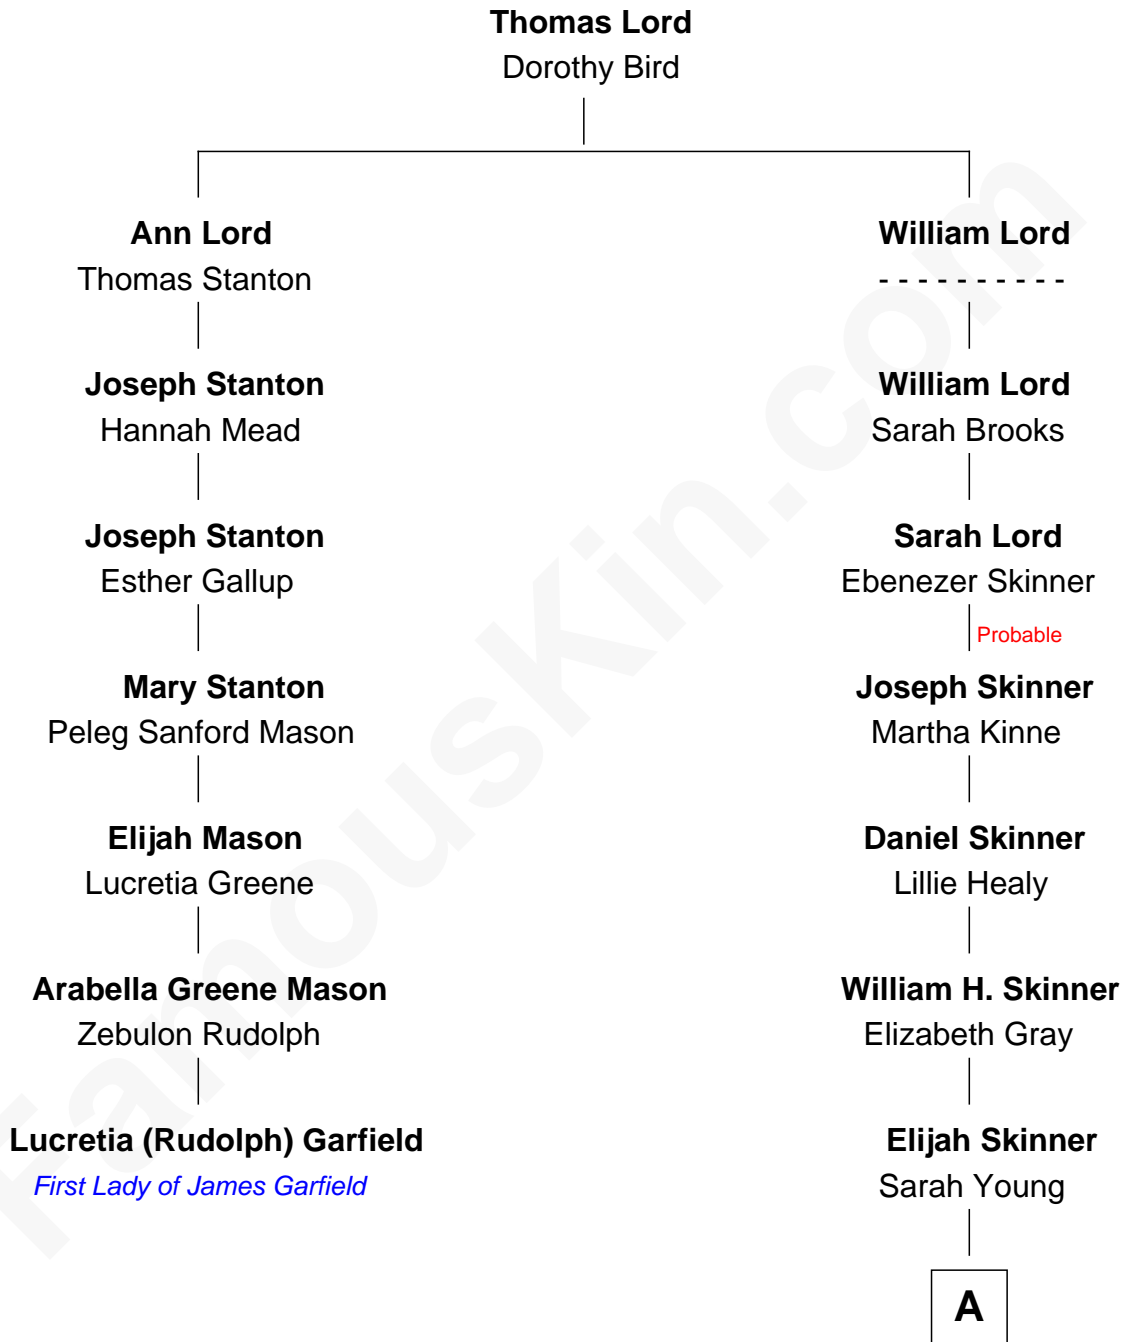 Thomas Lord
Dorothy Bird
Ann Lord
Thomas Stanton
Joseph Stanton
Hannah Mead
Joseph Stanton
Esther Gallup
Mary Stanton
Peleg Sanford Mason
Elijah Mason
Lucretia Greene
Arabella Greene Mason
Zebulon Rudolph
Lucretia (Rudolph) Garfield
First Lady of James Garfield
William Lord
- - - - - - - - - -
William Lord
Sarah Brooks
Sarah Lord
Ebenezer Skinner
Probable
Joseph Skinner
Martha Kinne
Daniel Skinner
Lillie Healy
William H. Skinner
Elizabeth Gray
Elijah Skinner
Sarah Young
A
FamousKin.com